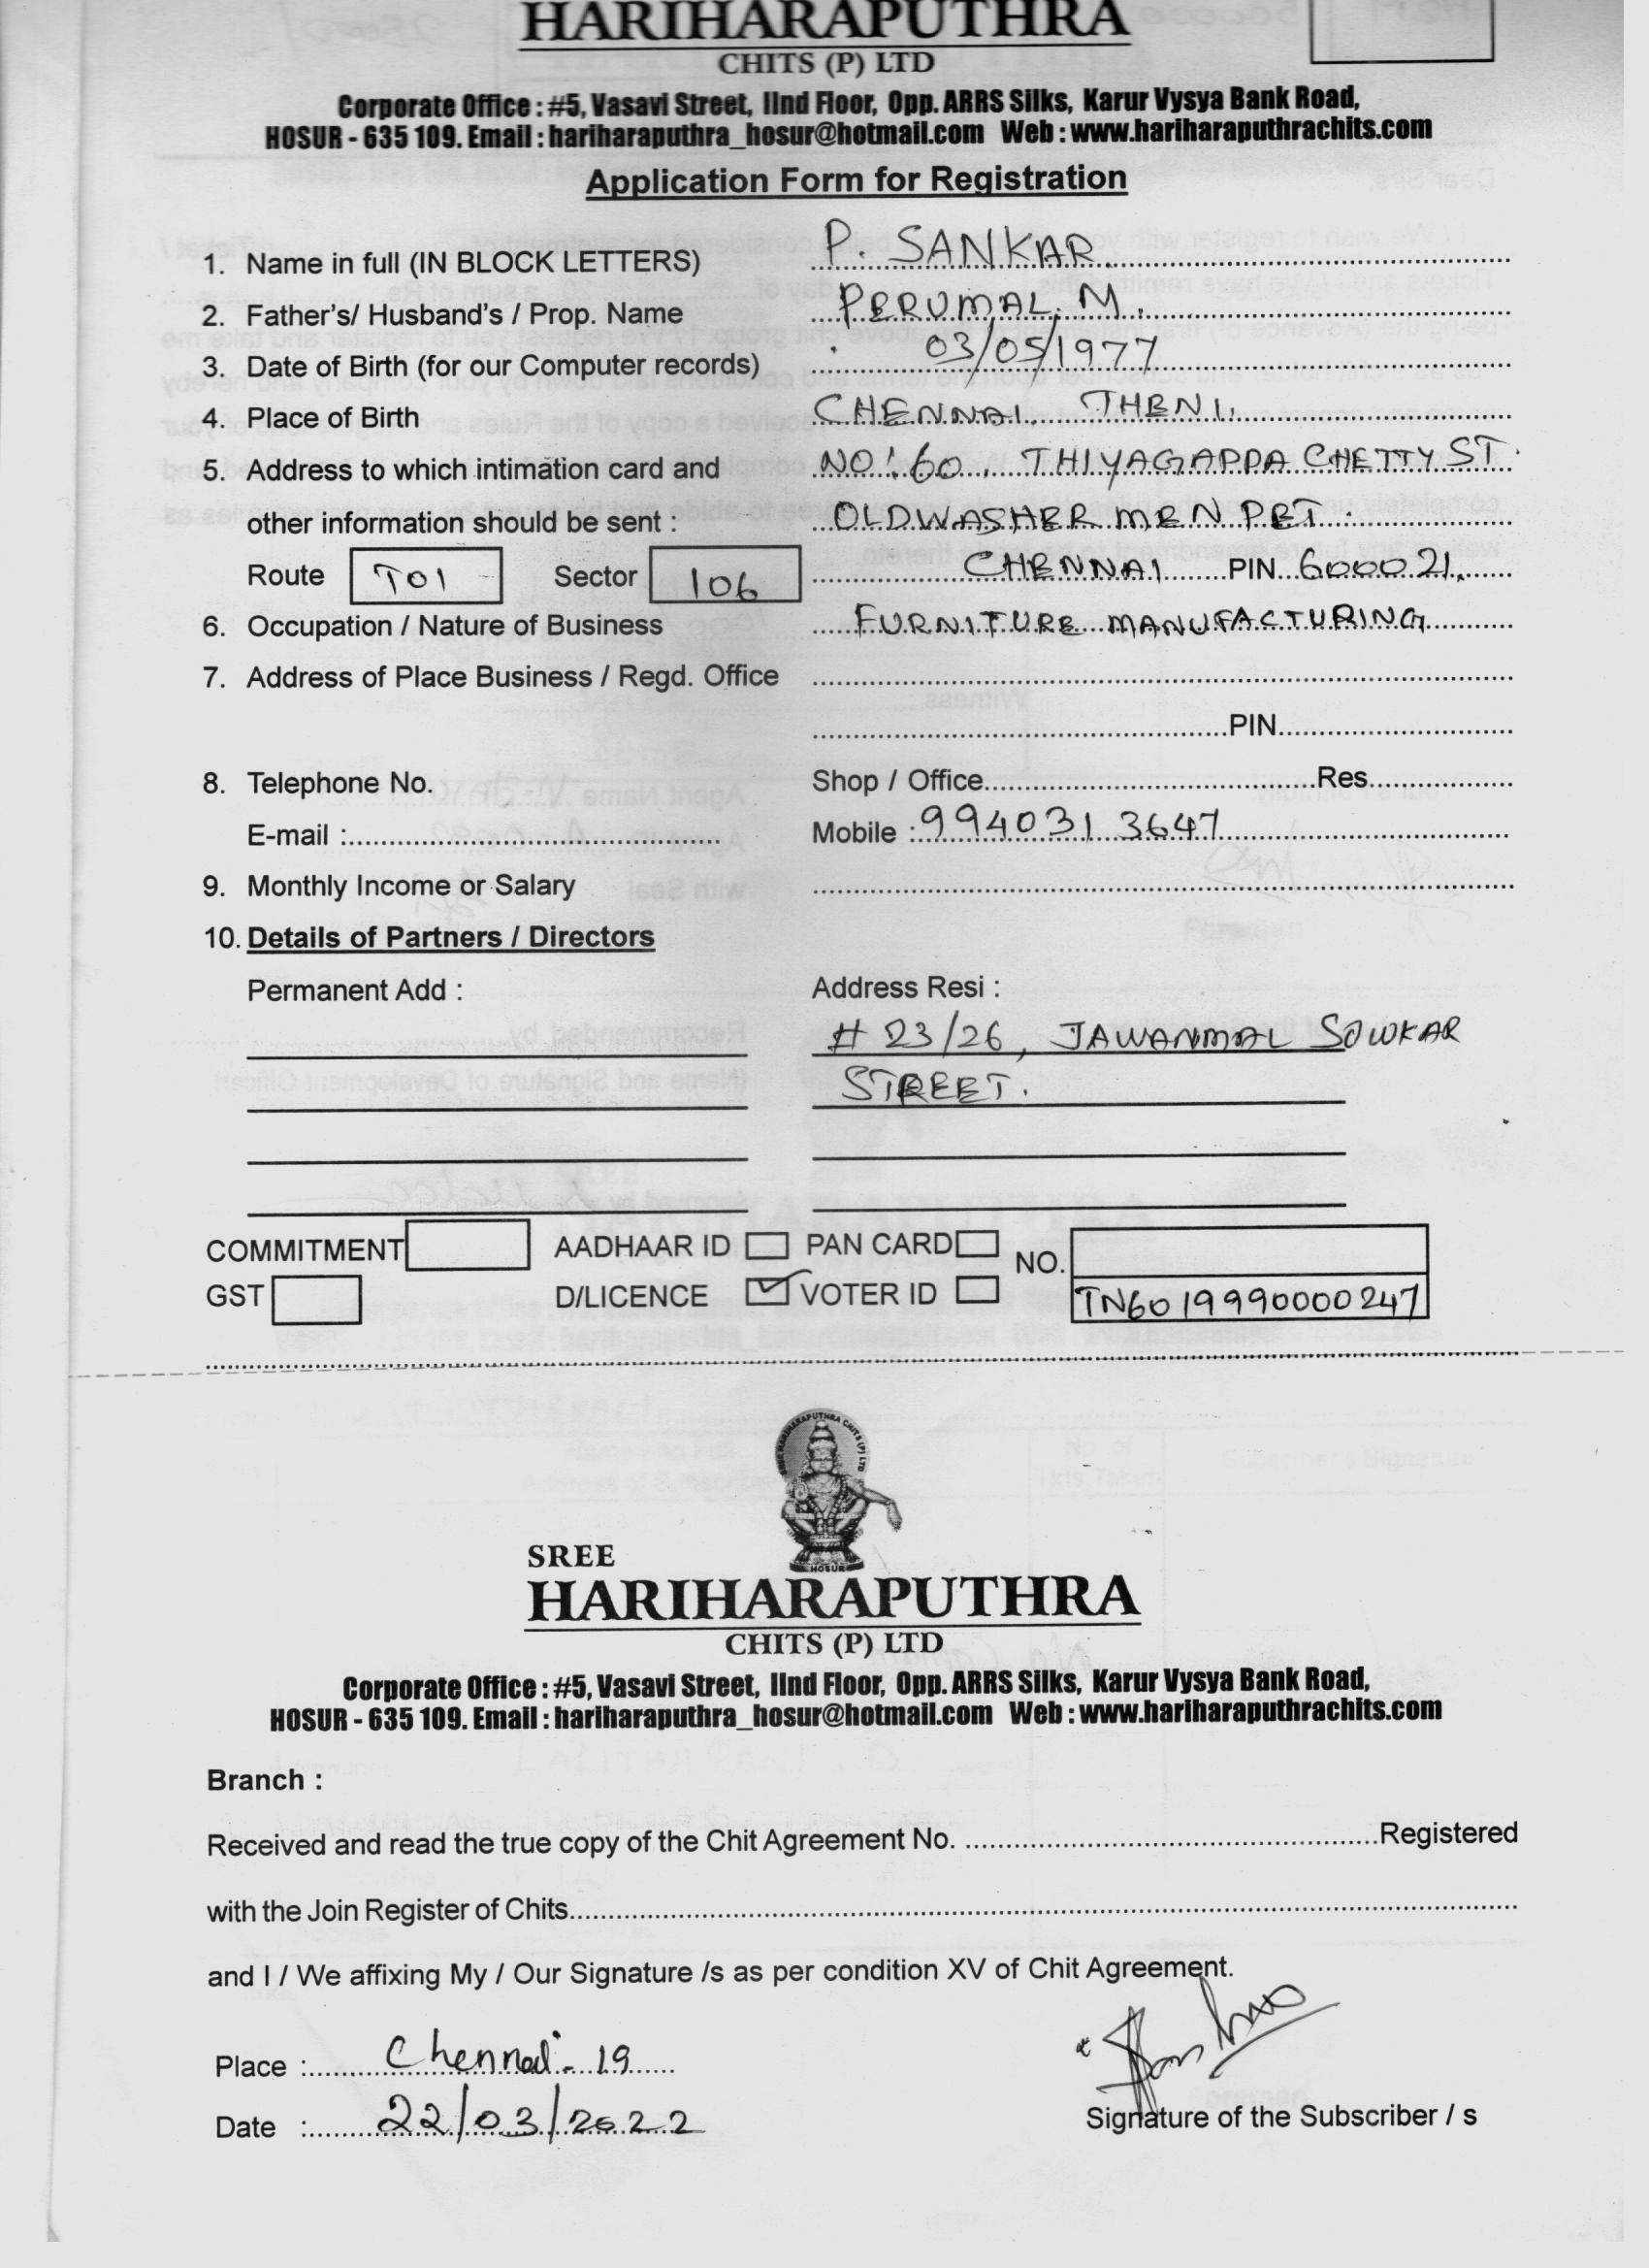 HARIHARAPUTHRA
CHITS (P) LTD
Corporate Office : #5, Vasavi Street, IInd Floor, Opp. ARRS Silks, Karur Vysya Bank Road,
HOSUR - 635 109. Email : hariharaputhra_hosur@hotmail.com Web : www.hariharaputhrachits.com
Application Form for Registration
1. Name in full (IN BLOCK LETTERS) P. SANKAR
2. Father's/ Husband's / Prop. Name PERUMAL, M.
3. Date of Birth (for our Computer records) 03/05/1977
4. Place of Birth CHENNAI. THENI.
5. Address to which intimation card and NO: 60, THIYAGAPPA CHETTY ST.
other information should be sent : OLDWASHERMENPET.
Route T01 Sector 106 CHENNAI PIN 600021.
6. Occupation / Nature of Business FURNITURE MANUFACTURING
7. Address of Place Business / Regd. Office
PIN
8. Telephone No. Shop / Office Res
E-mail : Mobile : 9940313647
9. Monthly Income or Salary
10. Details of Partners / Directors
Permanent Add : Address Resi :
# 23/26, JAWANMAL SOWKAR
STREET.
COMMITMENT AADHAAR ID PAN CARD NO.
GST D/LICENCE VOTER ID TN6019990000247
SREE HARIHARAPUTHRA CHITS (P) LTD
HOSUR
SREE
HARIHARAPUTHRA
CHITS (P) LTD
Corporate Office : #5, Vasavi Street, IInd Floor, Opp. ARRS Silks, Karur Vysya Bank Road,
HOSUR - 635 109. Email : hariharaputhra_hosur@hotmail.com Web : www.hariharaputhrachits.com
Branch :
Received and read the true copy of the Chit Agreement No. Registered
with the Join Register of Chits
and I / We affixing My / Our Signature /s as per condition XV of Chit Agreement.
Place : Chennai - 19
Date : 22/03/2022
Signature of the Subscriber / s